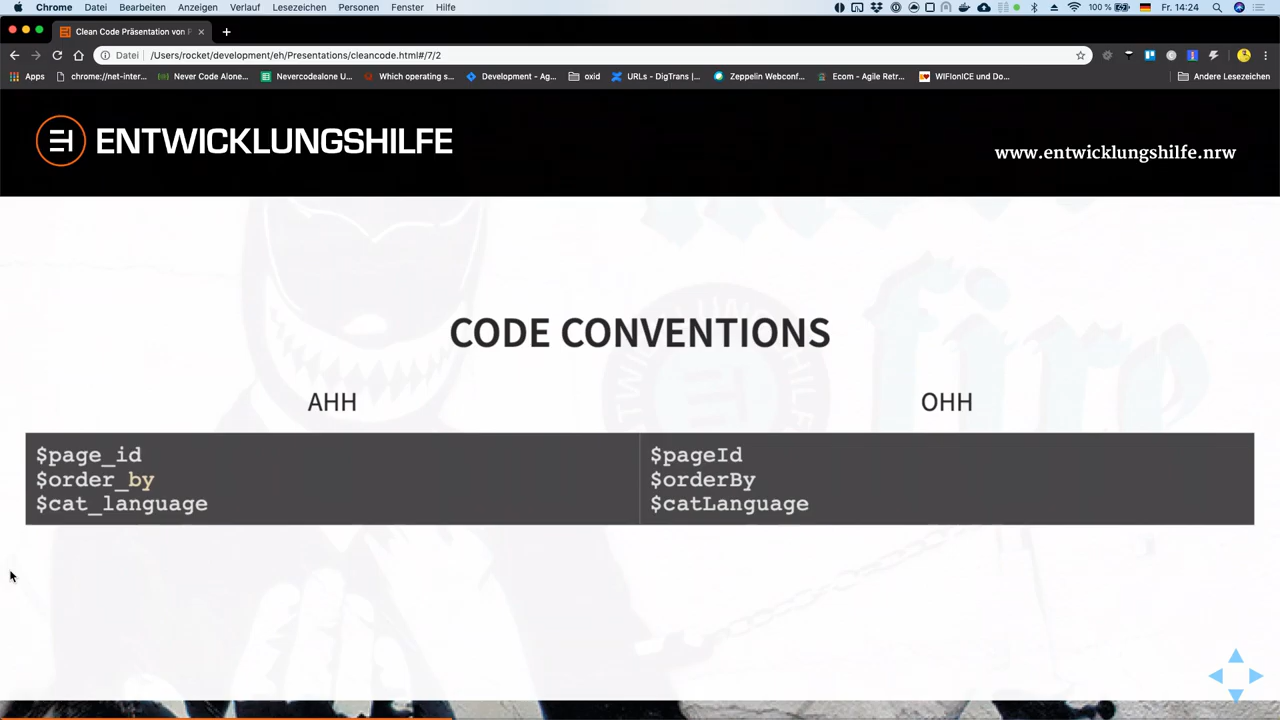 Chrome Datei Bearbeiten Anzeigen Verlauf Lesezeichen Personen Fenster Hilfe 100 % Fr. 14:24
Clean Code Präsentation von
Datei /Users/rocket/development/eh/Presentations/cleancode.html#/7/2
Apps chrome://net-inter... Never Code Alone... Nevercodealone U... Which operating s... Development - Ag... oxid URLs - DigTrans |... Zeppelin Webconf... Ecom - Agile Retr... WIFIonICE und Do... Andere Lesezeichen
ENTWICKLUNGSHILFE
www.entwicklungshilfe.nrw
CODE CONVENTIONS
AHH OHH
$page_id $pageId
$order_by $orderBy
$cat_language $catLanguage